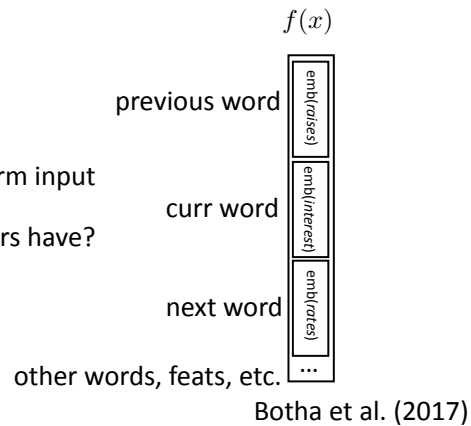 f(x)
previous word
emb(raises)
rm input
curr word
emb(interest)
rs have?
next word
emb(rates)
other words, feats, etc.
...
Botha et al. (2017)